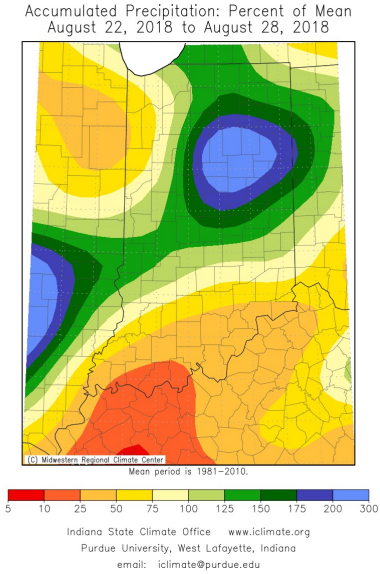 Accumulated Precipitation: Percent of Mean
August 22, 2018 to August 28, 2018
(C) Midwestern Regional Climate Center
Mean period is 1981-2010.
5 10 25 50 75 100 125 150 175 200 300
Indiana State Climate Office www.iclimate.org
Purdue University, West Lafayette, Indiana
email: iclimate@purdue.edu